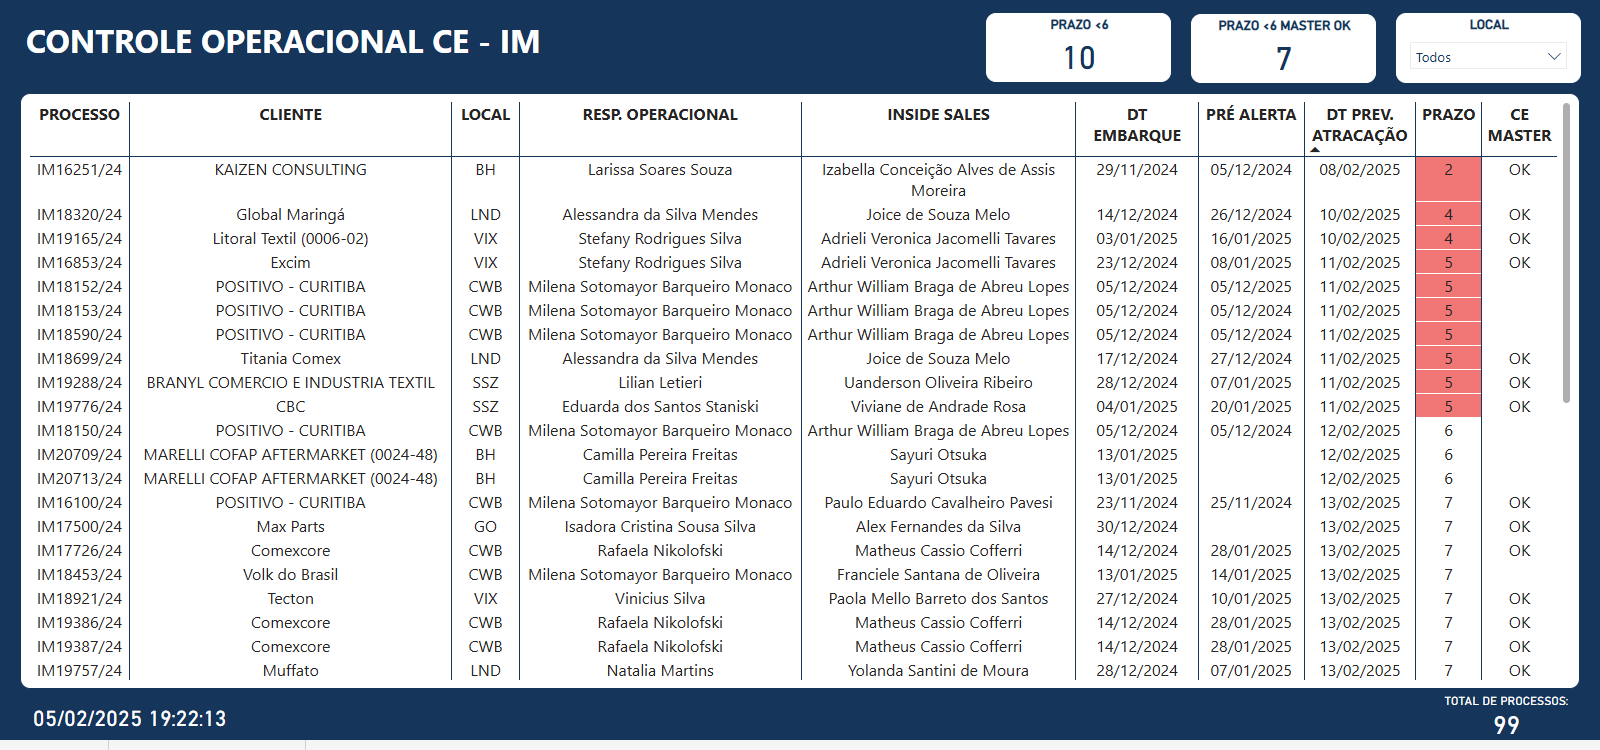 CONTROLE OPERACIONAL CE - IM
PRAZO <6
10
PRAZO <6 MASTER OK
7
LOCAL
Todos
PROCESSO CLIENTE LOCAL RESP. OPERACIONAL INSIDE SALES DT EMBARQUE PRÉ ALERTA DT PREV. ATRACAÇÃO PRAZO CE MASTER
IM16251/24 KAIZEN CONSULTING BH Larissa Soares Souza Izabella Conceição Alves de Assis Moreira 29/11/2024 05/12/2024 08/02/2025 2 OK
IM18320/24 Global Maringá LND Alessandra da Silva Mendes Joice de Souza Melo 14/12/2024 26/12/2024 10/02/2025 4 OK
IM19165/24 Litoral Textil (0006-02) VIX Stefany Rodrigues Silva Adrieli Veronica Jacomelli Tavares 03/01/2025 16/01/2025 10/02/2025 4 OK
IM16853/24 Excim VIX Stefany Rodrigues Silva Adrieli Veronica Jacomelli Tavares 23/12/2024 08/01/2025 11/02/2025 5 OK
IM18152/24 POSITIVO - CURITIBA CWB Milena Sotomayor Barqueiro Monaco Arthur William Braga de Abreu Lopes 05/12/2024 05/12/2024 11/02/2025 5
IM18153/24 POSITIVO - CURITIBA CWB Milena Sotomayor Barqueiro Monaco Arthur William Braga de Abreu Lopes 05/12/2024 05/12/2024 11/02/2025 5
IM18590/24 POSITIVO - CURITIBA CWB Milena Sotomayor Barqueiro Monaco Arthur William Braga de Abreu Lopes 05/12/2024 05/12/2024 11/02/2025 5
IM18699/24 Titania Comex LND Alessandra da Silva Mendes Joice de Souza Melo 17/12/2024 27/12/2024 11/02/2025 5 OK
IM19288/24 BRANYL COMERCIO E INDUSTRIA TEXTIL SSZ Lilian Letieri Uanderson Oliveira Ribeiro 28/12/2024 07/01/2025 11/02/2025 5 OK
IM19776/24 CBC SSZ Eduarda dos Santos Staniski Viviane de Andrade Rosa 04/01/2025 20/01/2025 11/02/2025 5 OK
IM18150/24 POSITIVO - CURITIBA CWB Milena Sotomayor Barqueiro Monaco Arthur William Braga de Abreu Lopes 05/12/2024 05/12/2024 12/02/2025 6
IM20709/24 MARELLI COFAP AFTERMARKET (0024-48) BH Camilla Pereira Freitas Sayuri Otsuka 13/01/2025 12/02/2025 6
IM20713/24 MARELLI COFAP AFTERMARKET (0024-48) BH Camilla Pereira Freitas Sayuri Otsuka 13/01/2025 12/02/2025 6
IM16100/24 POSITIVO - CURITIBA CWB Milena Sotomayor Barqueiro Monaco Paulo Eduardo Cavalheiro Pavesi 23/11/2024 25/11/2024 13/02/2025 7 OK
IM17500/24 Max Parts GO Isadora Cristina Sousa Silva Alex Fernandes da Silva 30/12/2024 13/02/2025 7 OK
IM17726/24 Comexcore CWB Rafaela Nikolofski Matheus Cassio Cofferri 14/12/2024 28/01/2025 13/02/2025 7 OK
IM18453/24 Volk do Brasil CWB Milena Sotomayor Barqueiro Monaco Franciele Santana de Oliveira 13/01/2025 14/01/2025 13/02/2025 7
IM18921/24 Tecton VIX Vinicius Silva Paola Mello Barreto dos Santos 27/12/2024 10/01/2025 13/02/2025 7 OK
IM19386/24 Comexcore CWB Rafaela Nikolofski Matheus Cassio Cofferri 14/12/2024 28/01/2025 13/02/2025 7 OK
IM19387/24 Comexcore CWB Rafaela Nikolofski Matheus Cassio Cofferri 14/12/2024 28/01/2025 13/02/2025 7 OK
IM19757/24 Muffato LND Natalia Martins Yolanda Santini de Moura 28/12/2024 07/01/2025 13/02/2025 7 OK
05/02/2025 19:22:13
TOTAL DE PROCESSOS:
99